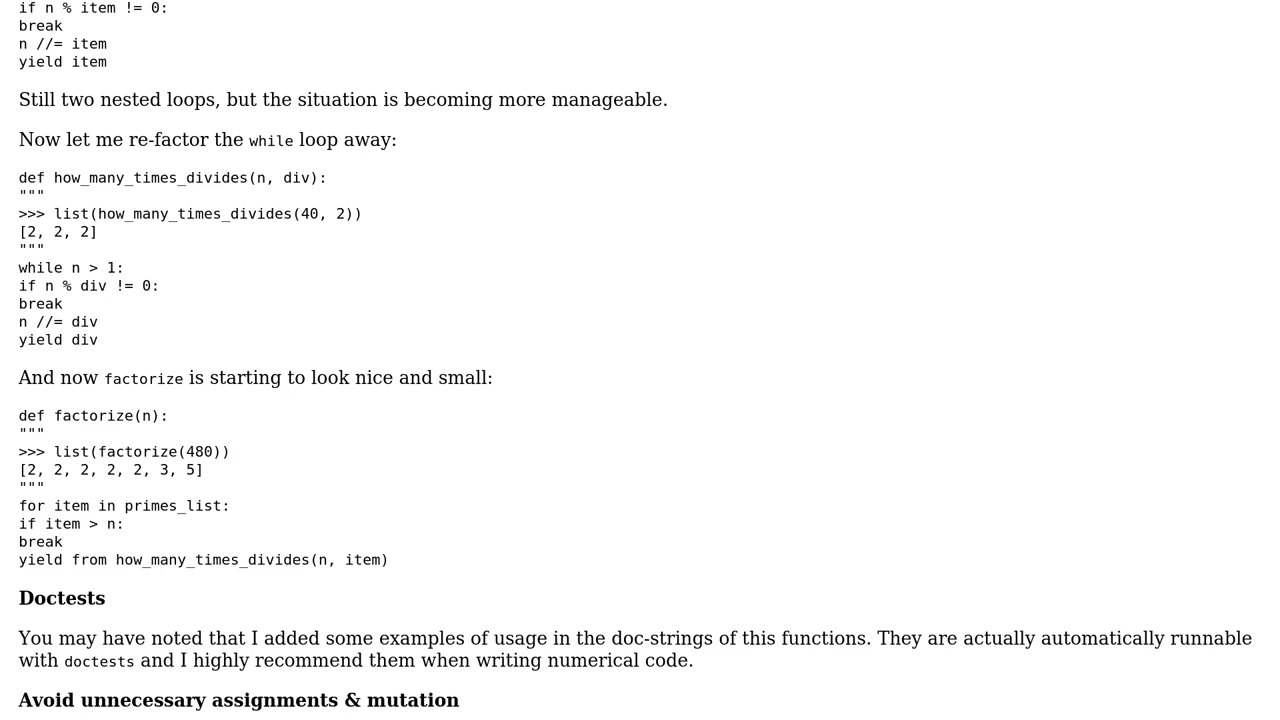 if n % item != 0:
break
n //= item
yield item
Still two nested loops, but the situation is becoming more manageable.
Now let me re-factor the while loop away:
def how_many_times_divides(n, div):
"""
>>> list(how_many_times_divides(40, 2))
[2, 2, 2]
"""
while n > 1:
if n % div != 0:
break
n //= div
yield div
And now factorize is starting to look nice and small:
def factorize(n):
"""
>>> list(factorize(480))
[2, 2, 2, 2, 2, 3, 5]
"""
for item in primes_list:
if item > n:
break
yield from how_many_times_divides(n, item)
Doctests
You may have noted that I added some examples of usage in the doc-strings of this functions. They are actually automatically runnable
with doctests and I highly recommend them when writing numerical code.
Avoid unnecessary assignments & mutation